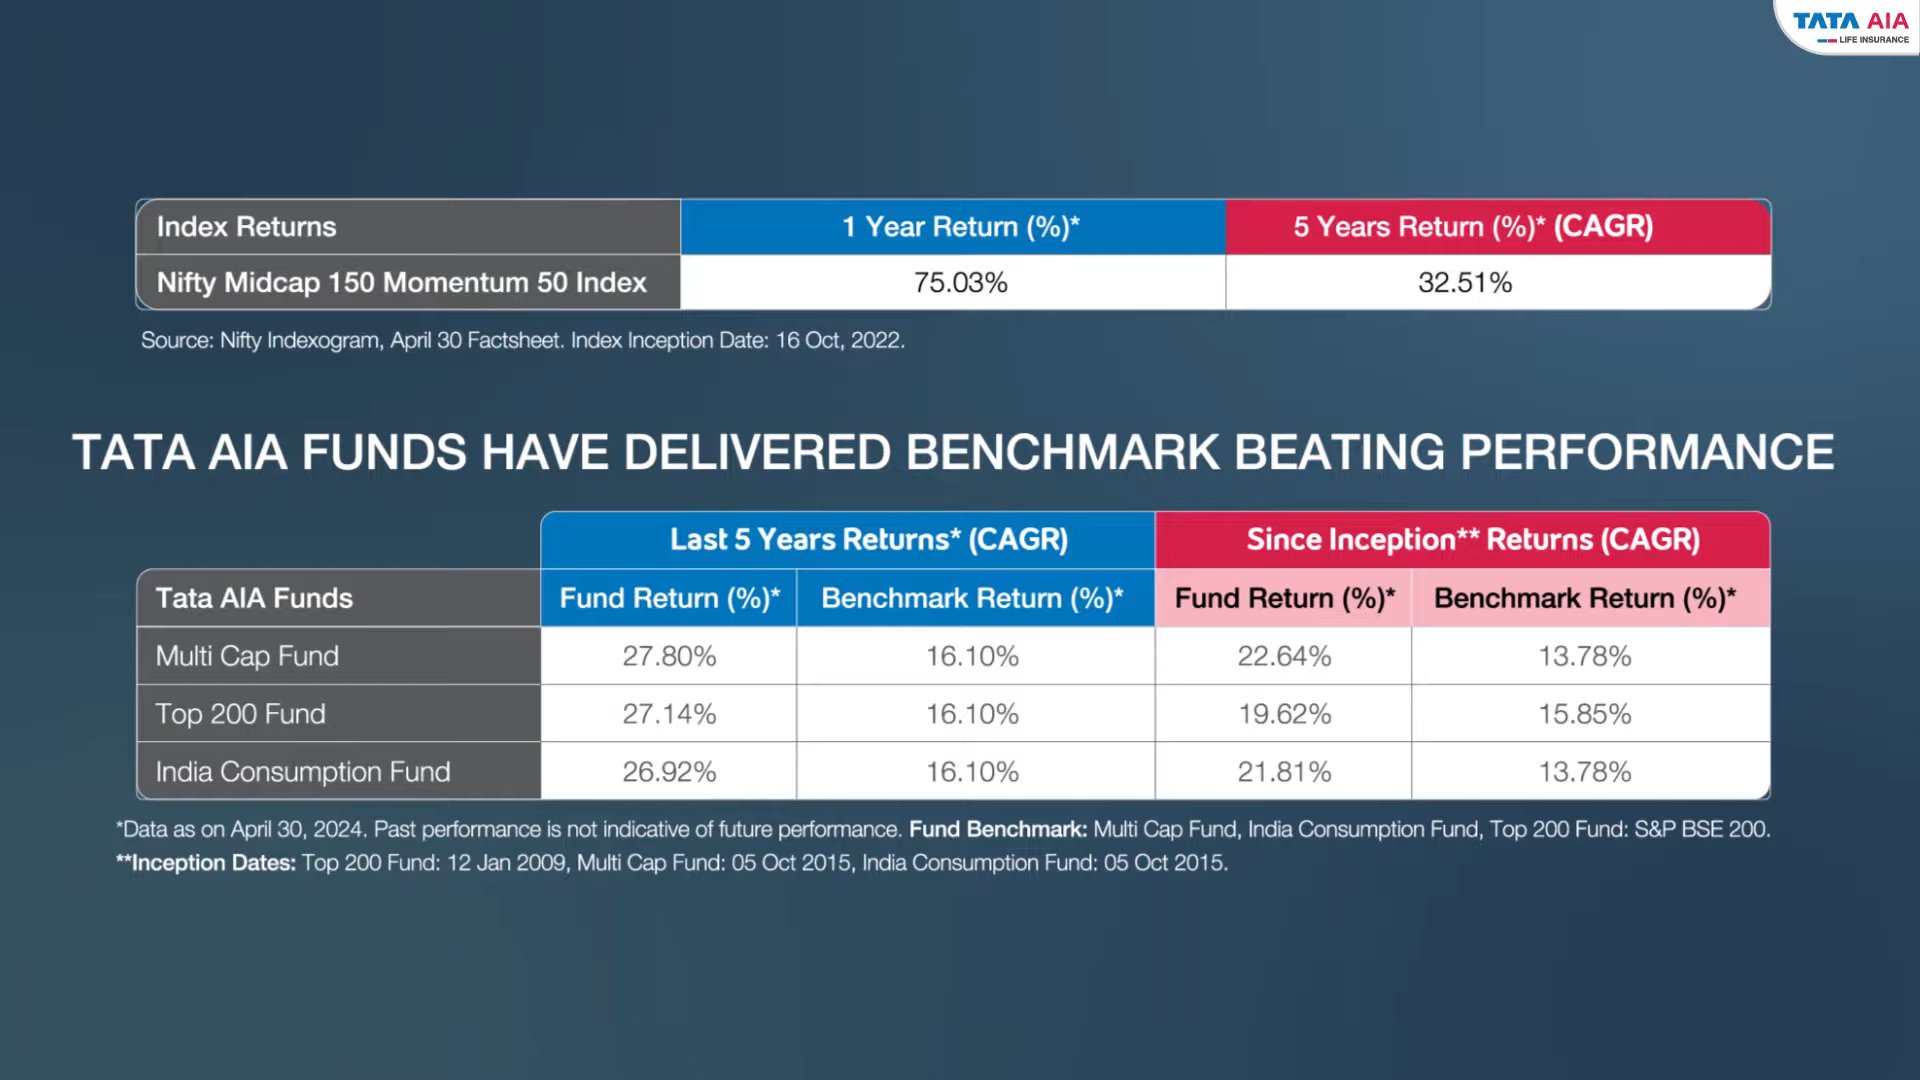 TATA AIA
LIFE INSURANCE
Index Returns 1 Year Return (%)* 5 Years Return (%)* (CAGR)
Nifty Midcap 150 Momentum 50 Index 75.03% 32.51%
Source: Nifty Indexogram, April 30 Factsheet. Index Inception Date: 16 Oct, 2022.
TATA AIA FUNDS HAVE DELIVERED BENCHMARK BEATING PERFORMANCE
Last 5 Years Returns* (CAGR) Since Inception** Returns (CAGR)
Tata AIA Funds Fund Return (%)* Benchmark Return (%)* Fund Return (%)* Benchmark Return (%)*
Multi Cap Fund 27.80% 16.10% 22.64% 13.78%
Top 200 Fund 27.14% 16.10% 19.62% 15.85%
India Consumption Fund 26.92% 16.10% 21.81% 13.78%
*Data as on April 30, 2024. Past performance is not indicative of future performance. Fund Benchmark: Multi Cap Fund, India Consumption Fund, Top 200 Fund: S&P BSE 200.
**Inception Dates: Top 200 Fund: 12 Jan 2009, Multi Cap Fund: 05 Oct 2015, India Consumption Fund: 05 Oct 2015.